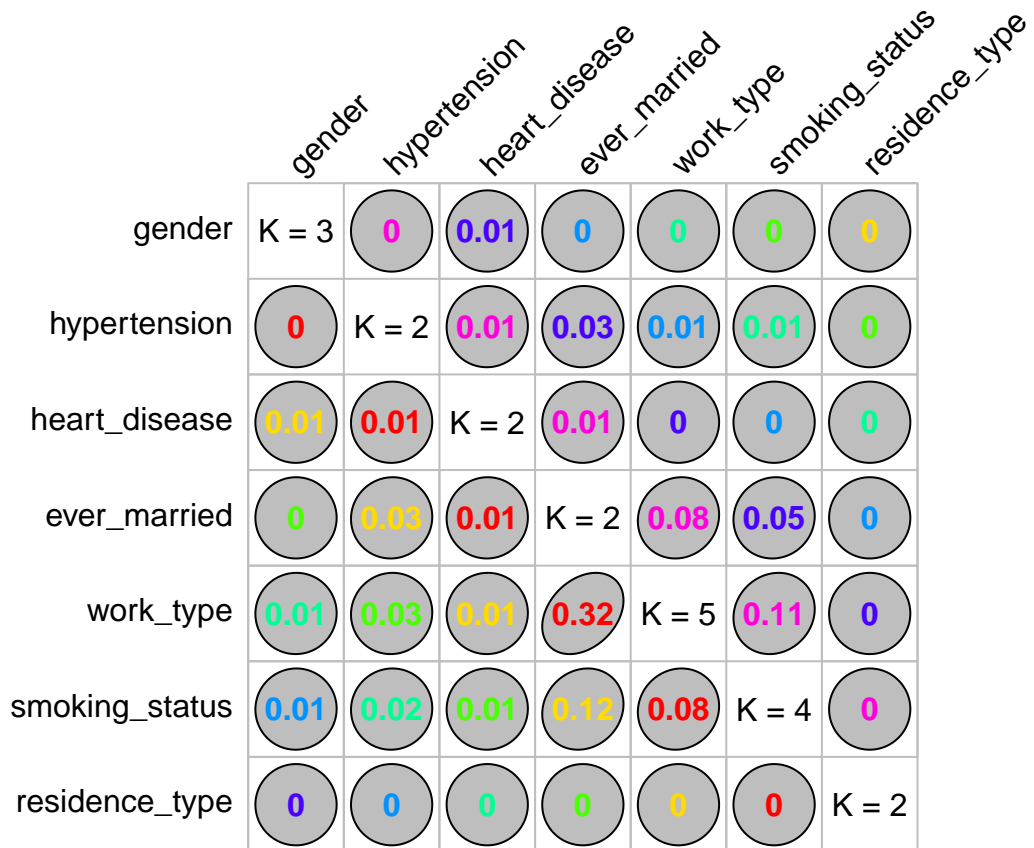 gender hypertension heart_disease ever_married work_type smoking_status residence_type
gender K = 3 0 0.01 0 0 0 0
hypertension 0 K = 2 0.01 0.03 0.01 0.01 0
heart_disease 0.01 0.01 K = 2 0.01 0 0 0
ever_married 0 0.03 0.01 K = 2 0.08 0.05 0
work_type 0.01 0.03 0.01 0.32 K = 5 0.11 0
smoking_status 0.01 0.02 0.01 0.12 0.08 K = 4 0
residence_type 0 0 0 0 0 0 K = 2